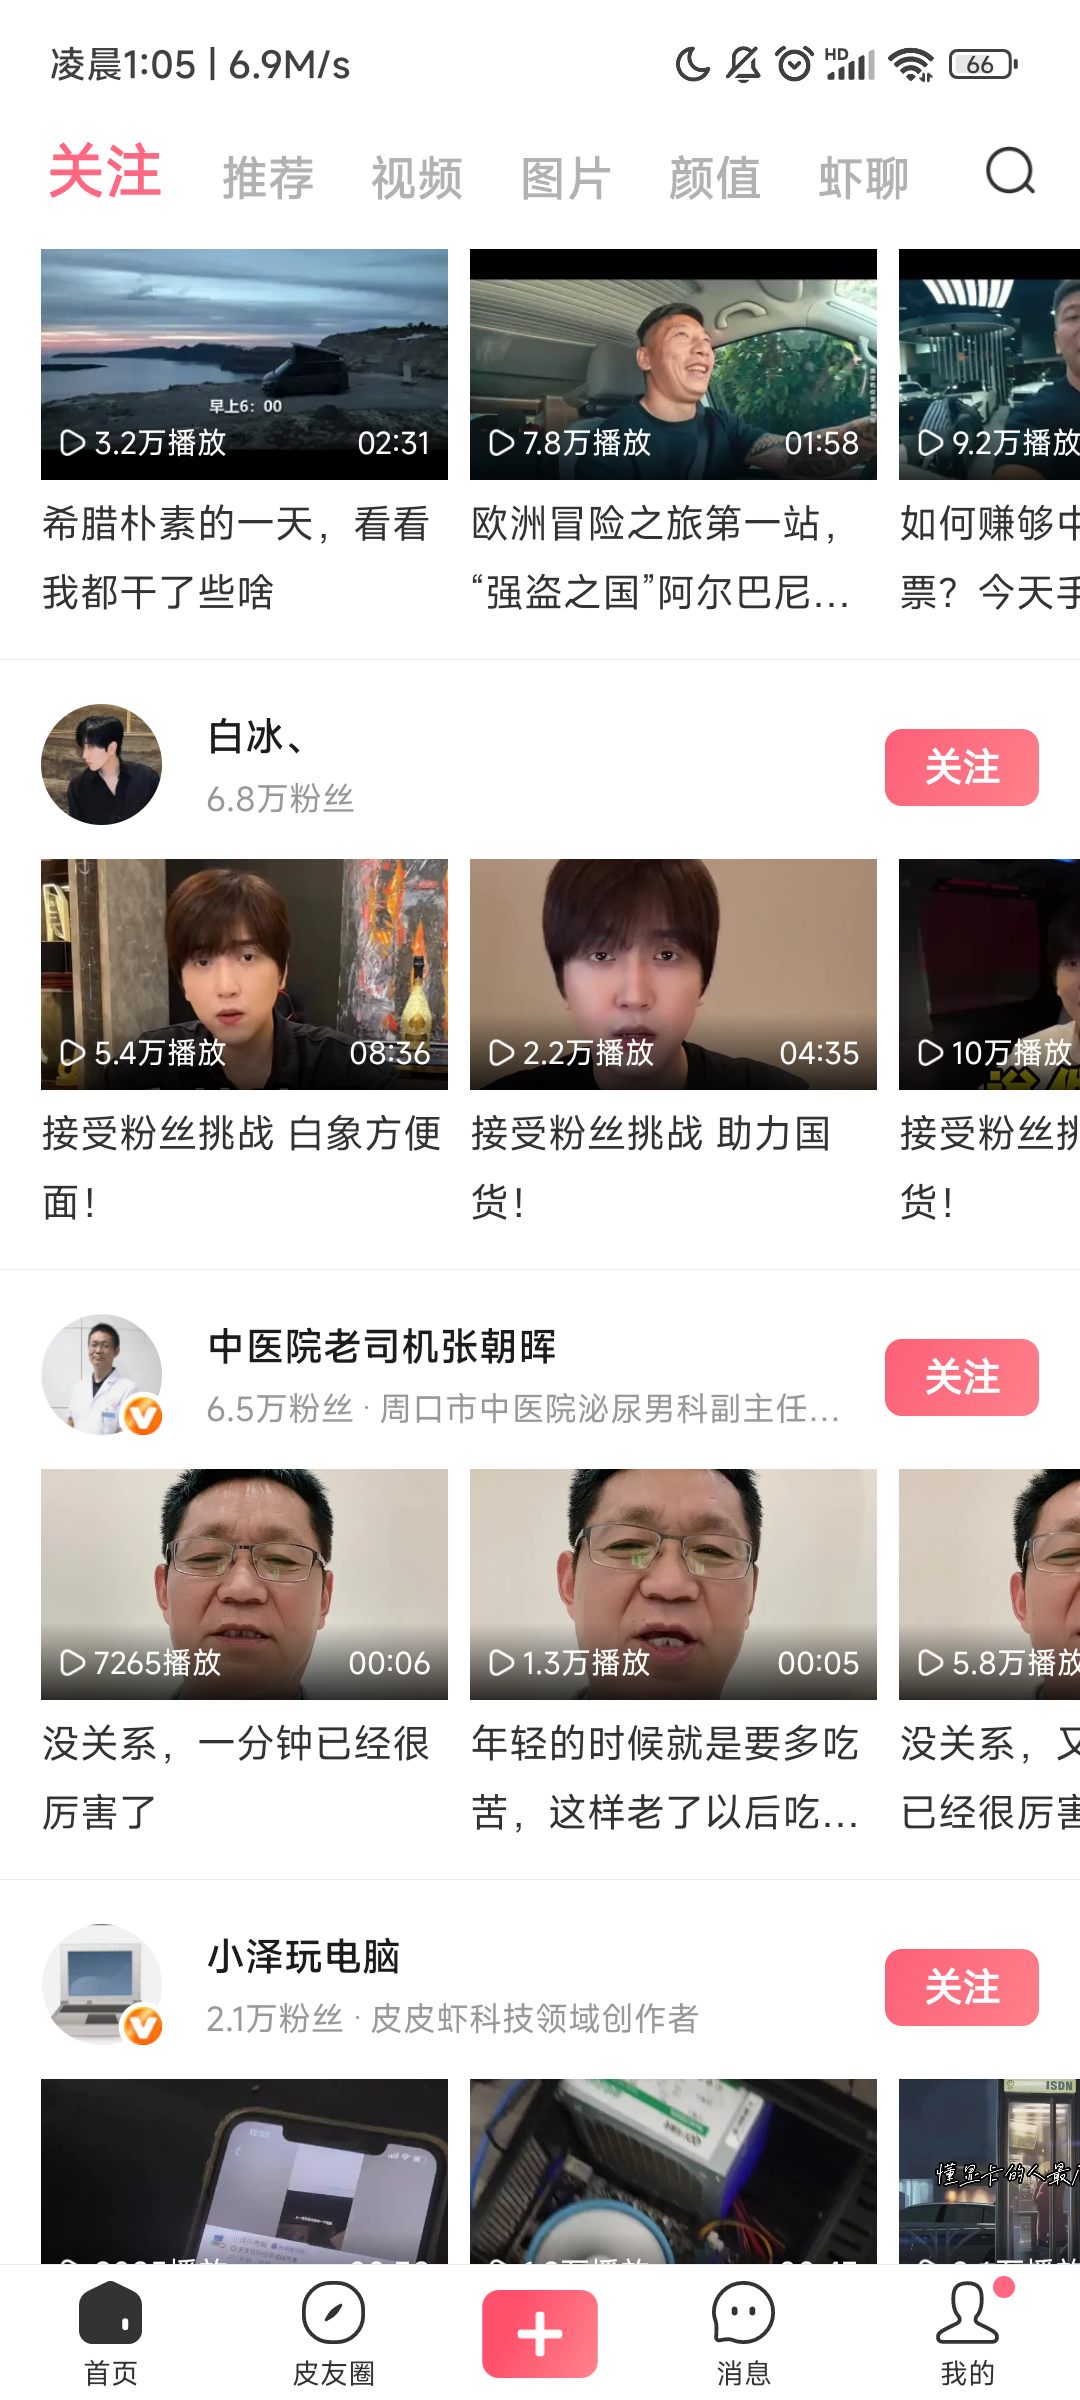 凌晨1:05 | 6.9M/s
HD
66
关注 推荐 视频 图片 颜值 虾聊
早上6：00
3.2万播放 02:31
7.8万播放 01:58
9.2万播放
希腊朴素的一天，看看
我都干了些啥
欧洲冒险之旅第一站，
“强盗之国”阿尔巴尼...
如何赚够中
票？今天手
白冰、
6.8万粉丝
关注
5.4万播放 08:36
2.2万播放 04:35
10万播放
接受粉丝挑战 白象方便
面！
接受粉丝挑战 助力国
货！
接受粉丝挑
货！
中医院老司机张朝晖
6.5万粉丝 · 周口市中医院泌尿男科副主任...
关注
7265播放 00:06
1.3万播放 00:05
5.8万播放
没关系，一分钟已经很
厉害了
年轻的时候就是要多吃
苦，这样老了以后吃...
没关系，又
已经很厉害
小泽玩电脑
2.1万粉丝 · 皮皮虾科技领域创作者
关注
ISDN
懂显卡的人最
首页
皮友圈
消息
我的